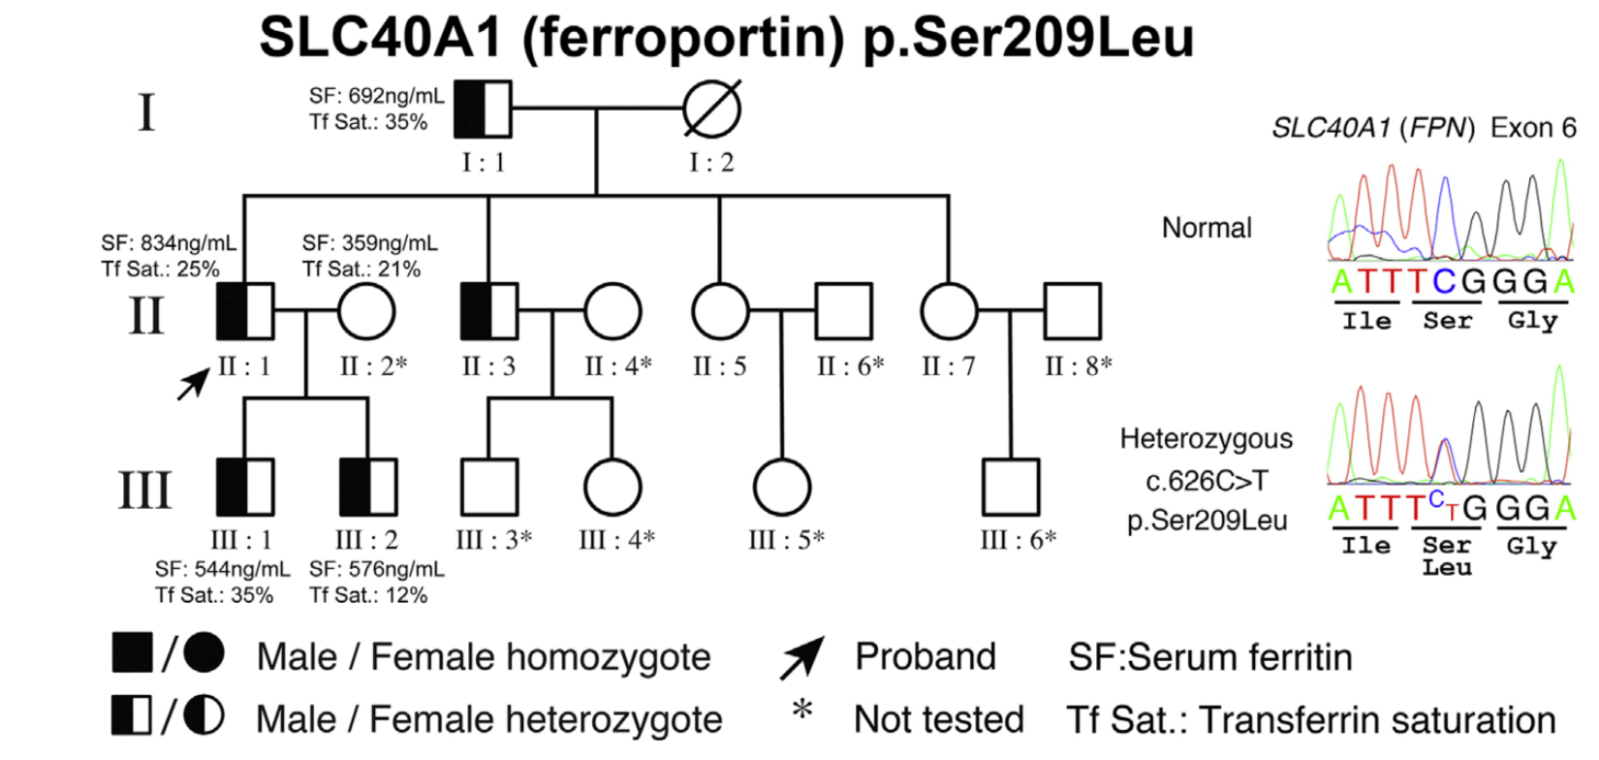 SLC40A1 (ferroportin) p.Ser209Leu
I
SF: 692ng/mL
Tf Sat.: 35%
I : 1
I : 2
SF: 834ng/mL
Tf Sat.: 25%
SF: 359ng/mL
Tf Sat.: 21%
II
II : 1
II : 2*
II : 3
II : 4*
II : 5
II : 6*
II : 7
II : 8*
III
III : 1
III : 2
III : 3*
III : 4*
III : 5*
III : 6*
SF: 544ng/mL
Tf Sat.: 35%
SF: 576ng/mL
Tf Sat.: 12%
SLC40A1 (FPN) Exon 6
Normal
ATTTCGGGA
Ile Ser Gly
Heterozygous
c.626C>T
p.Ser209Leu
ATTTCTGGGA
Ile Ser Gly
Leu
/ Male / Female homozygote
Proband
SF:Serum ferritin
/ Male / Female heterozygote
* Not tested
Tf Sat.: Transferrin saturation